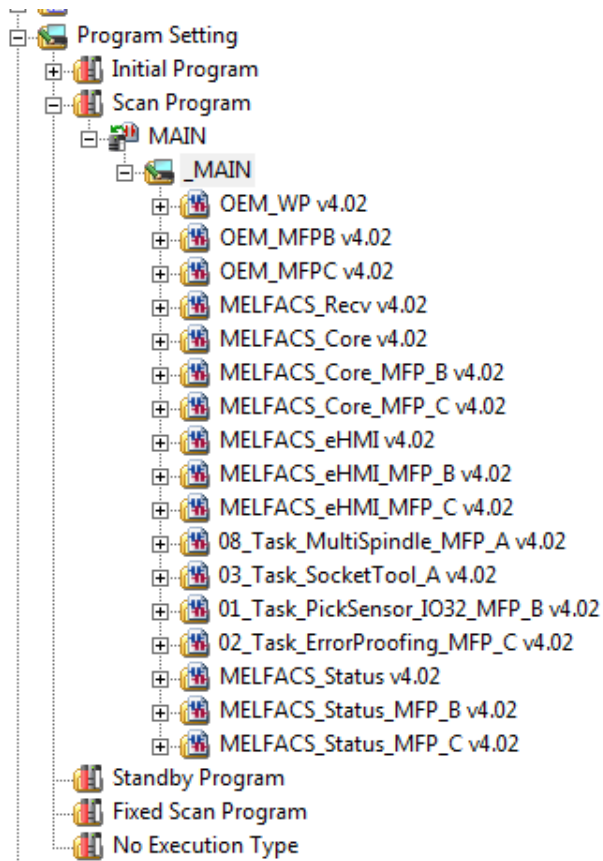 Program Setting
Initial Program
Scan Program
MAIN
_MAIN
OEM_WP v4.02
OEM_MFPB v4.02
OEM_MFPC v4.02
MELFACS_Recv v4.02
MELFACS_Core v4.02
MELFACS_Core_MFP_B v4.02
MELFACS_Core_MFP_C v4.02
MELFACS_eHMI v4.02
MELFACS_eHMI_MFP_B v4.02
MELFACS_eHMI_MFP_C v4.02
08_Task_MultiSpindle_MFP_A v4.02
03_Task_SocketTool_A v4.02
01_Task_PickSensor_IO32_MFP_B v4.02
02_Task_ErrorProofing_MFP_C v4.02
MELFACS_Status v4.02
MELFACS_Status_MFP_B v4.02
MELFACS_Status_MFP_C v4.02
Standby Program
Fixed Scan Program
No Execution Type